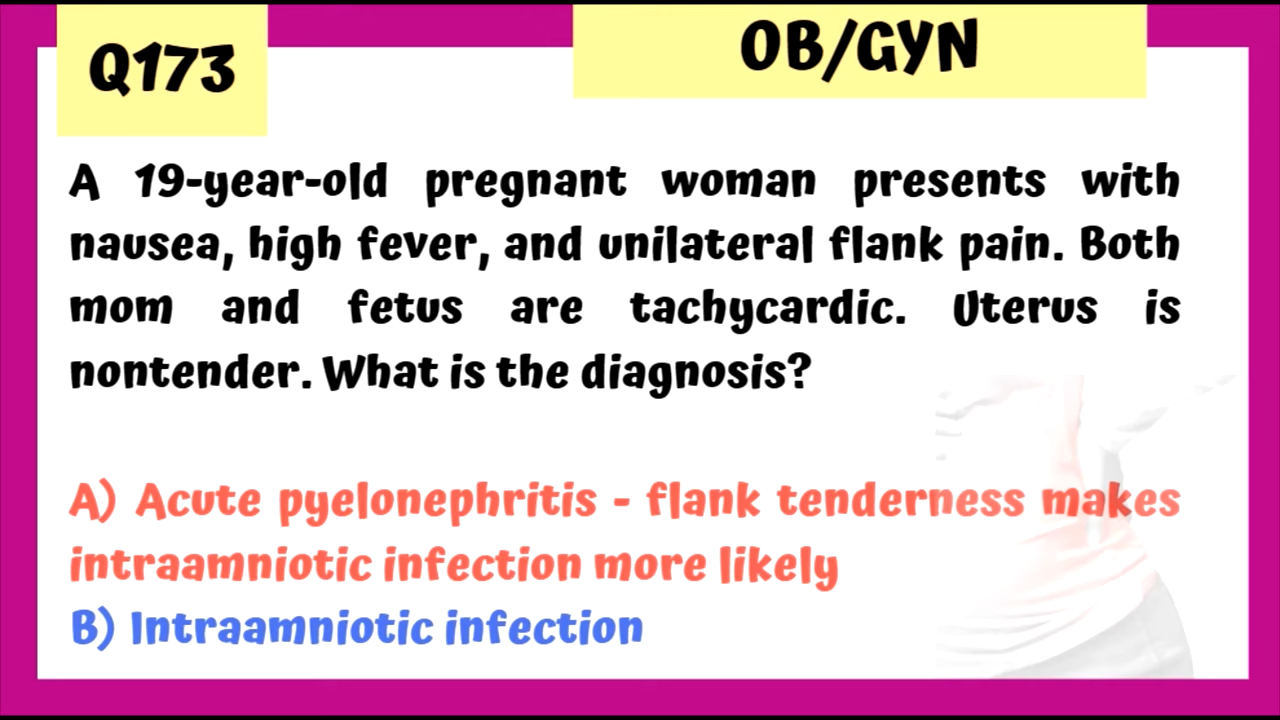 Q173
OB/GYN
A 19-year-old pregnant woman presents with
nausea, high fever, and unilateral flank pain. Both
mom and fetus are tachycardic. Uterus is
nontender. What is the diagnosis?
A) Acute pyelonephritis - flank tenderness makes
intraamniotic infection more likely
B) Intraamniotic infection